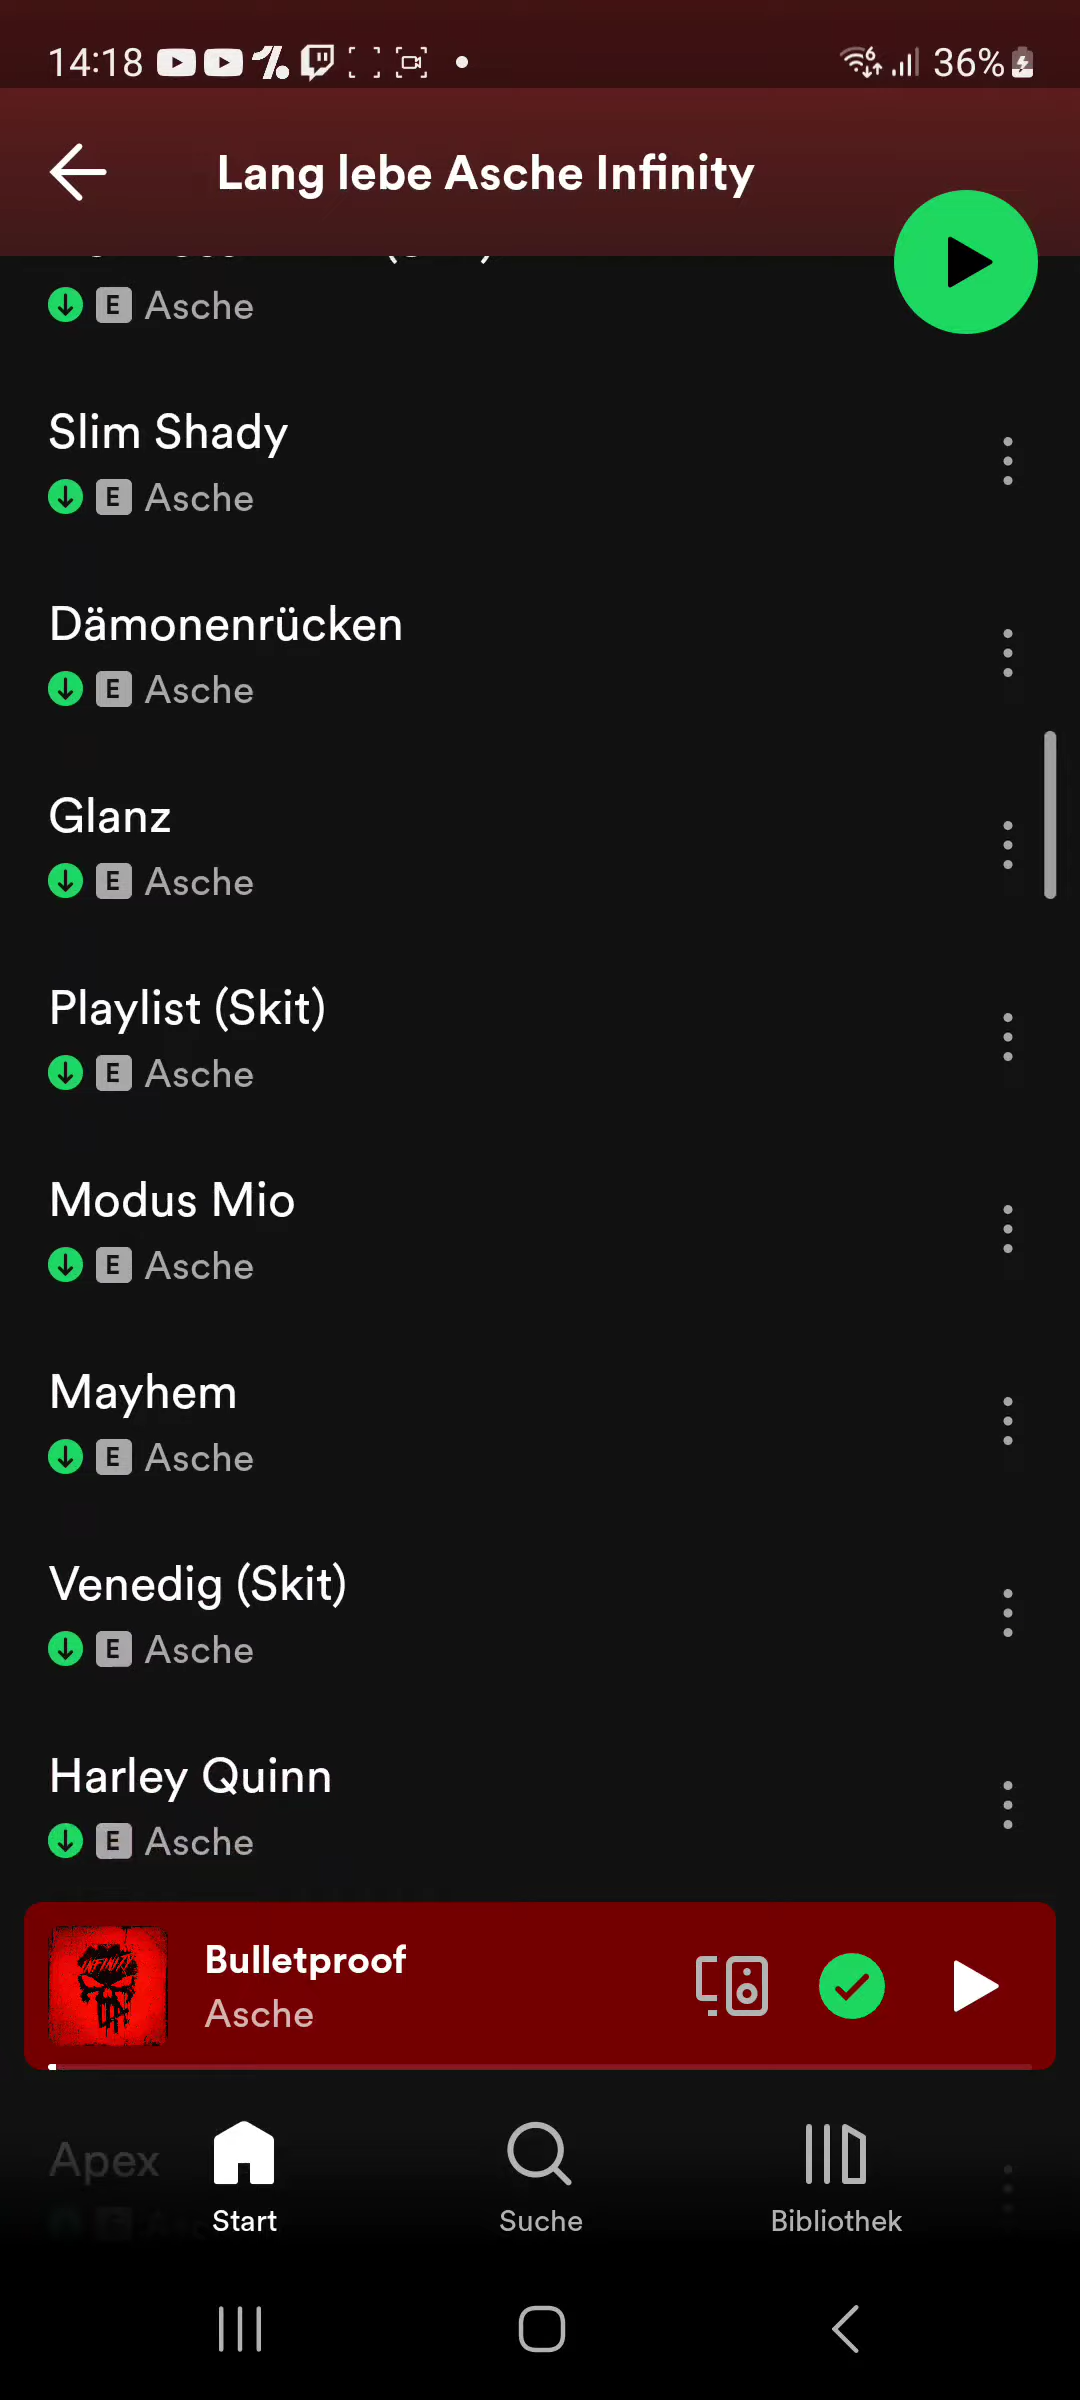 14:18
36%
Lang lebe Asche Infinity
E Asche
Slim Shady
E Asche
Dämonenrücken
E Asche
Glanz
E Asche
Playlist (Skit)
E Asche
Modus Mio
E Asche
Mayhem
E Asche
Venedig (Skit)
E Asche
Harley Quinn
E Asche
INFINITY
Bulletproof
Asche
Apex
Start
Suche
Bibliothek